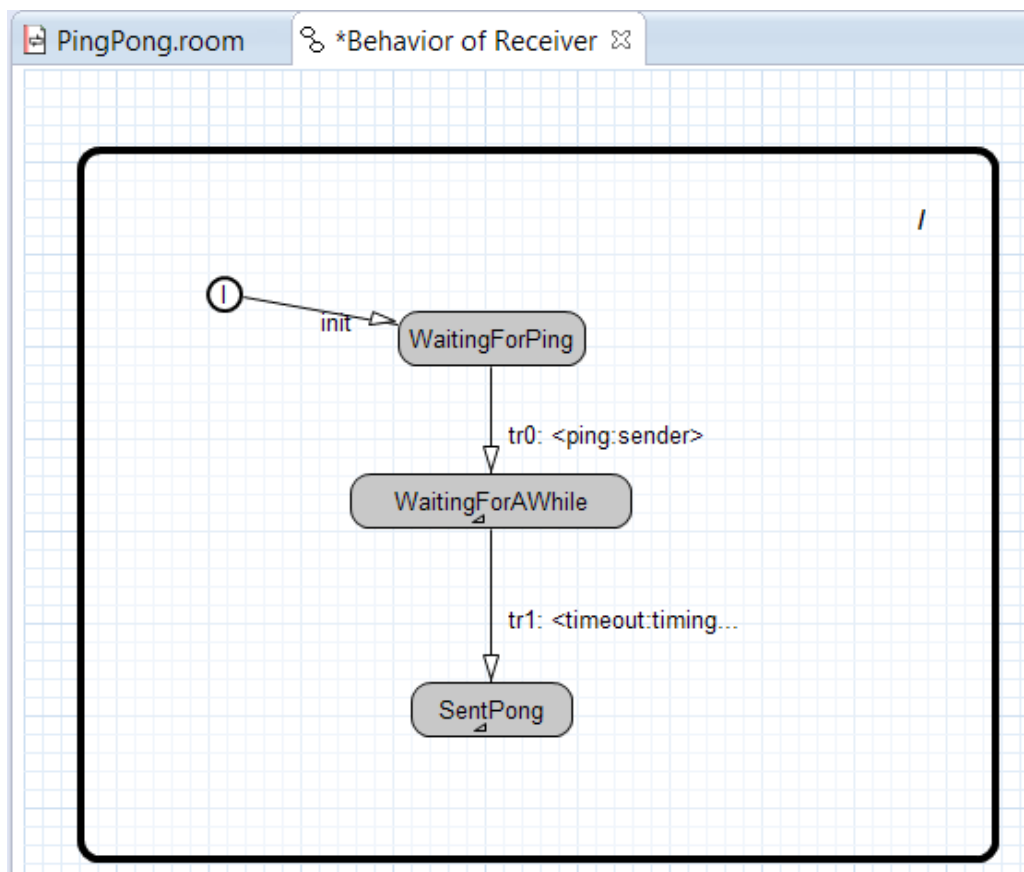 PingPong.room
*Behavior of Receiver
/
I
init
WaitingForPing
tr0: <ping:sender>
WaitingForAWhile
tr1: <timeout:timing...
SentPong